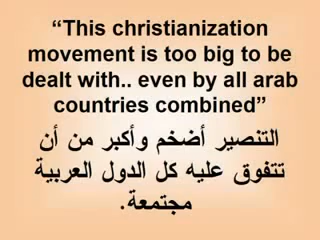 “This christianization
movement is too big to be
dealt with.. even by all arab
countries combined”
التنصير أضخم وأكبر من أن
تتفوق عليه كل الدول العربية
مجتمعة.